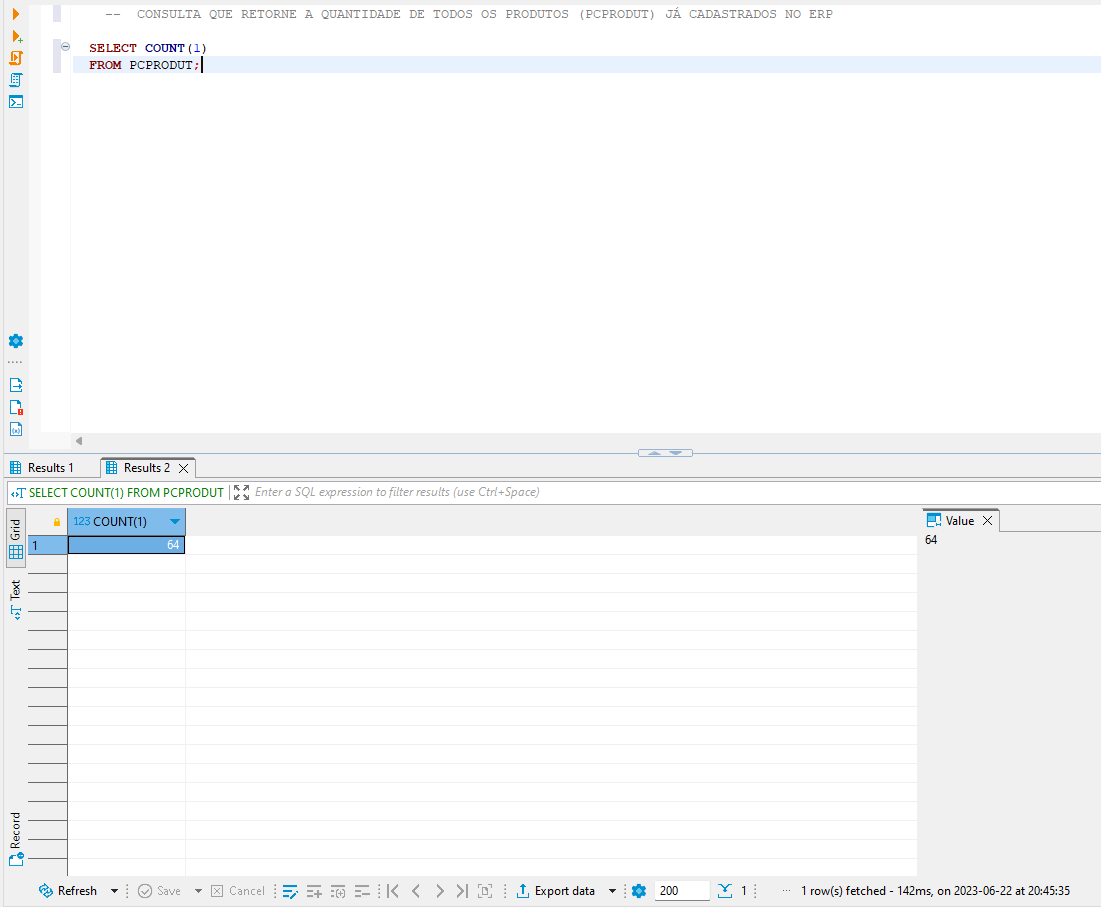 -- CONSULTA QUE RETORNE A QUANTIDADE DE TODOS OS PRODUTOS (PCPRODUT) JÁ CADASTRADOS NO ERP
SELECT COUNT(1)
FROM PCPRODUT;
Results 1
Results 2
SELECT COUNT(1) FROM PCPRODUT
Enter a SQL expression to filter results (use Ctrl+Space)
Grid
Text
Record
123 COUNT(1)
1
64
Value
64
Refresh
Save
Cancel
Export data
200
1
1 row(s) fetched - 142ms, on 2023-06-22 at 20:45:35